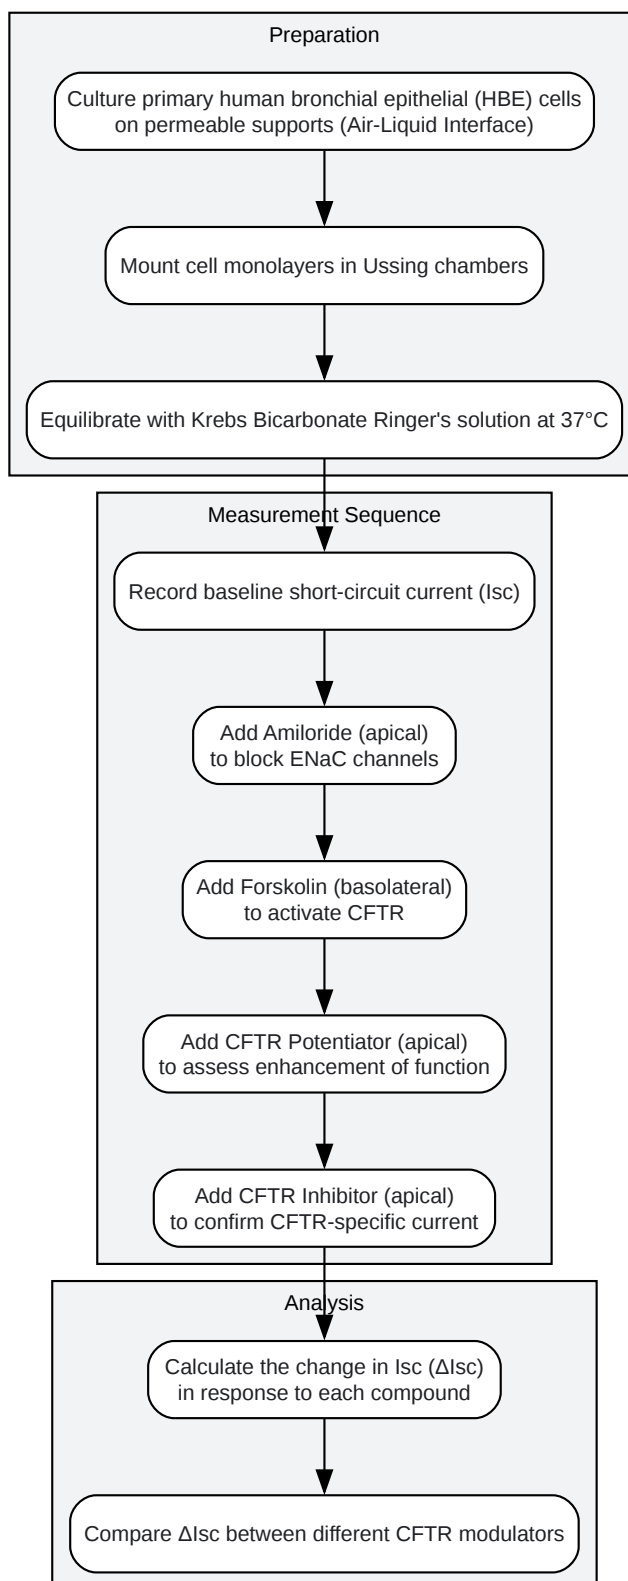 Preparation
Culture primary human bronchial epithelial (HBE) cells
on permeable supports (Air-Liquid Interface)
Mount cell monolayers in Ussing chambers
Equilibrate with Krebs Bicarbonate Ringer's solution at 37°C
Measurement Sequence
Record baseline short-circuit current (Isc)
Add Amiloride (apical)
to block ENaC channels
Add Forskolin (basolateral)
to activate CFTR
Add CFTR Potentiator (apical)
to assess enhancement of function
Add CFTR Inhibitor (apical)
to confirm CFTR-specific current
Analysis
Calculate the change in Isc (ΔIsc)
in response to each compound
Compare ΔIsc between different CFTR modulators